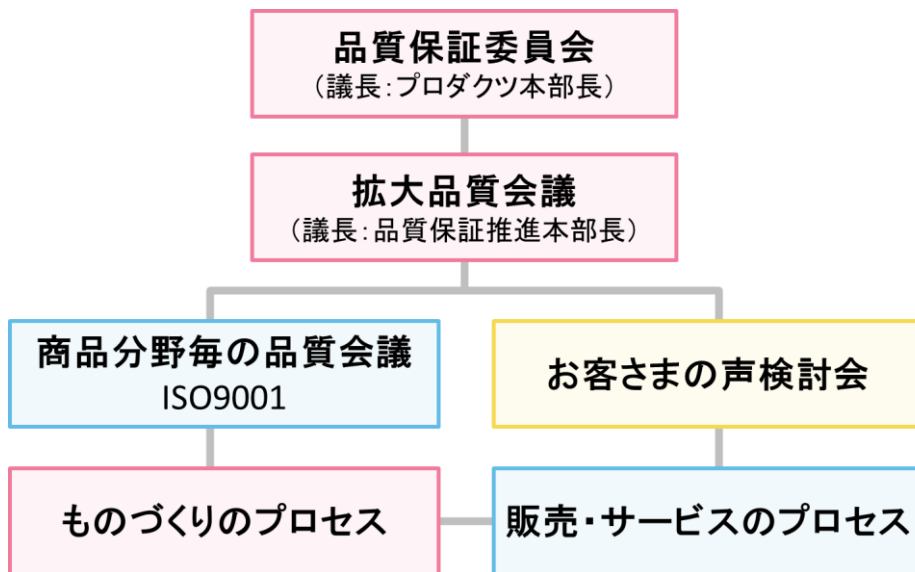 品質保証委員会
（議長：プロダクツ本部長）
拡大品質会議
（議長：品質保証推進本部長）
商品分野毎の品質会議
ISO9001
お客さまの声検討会
ものづくりのプロセス
販売・サービスのプロセス